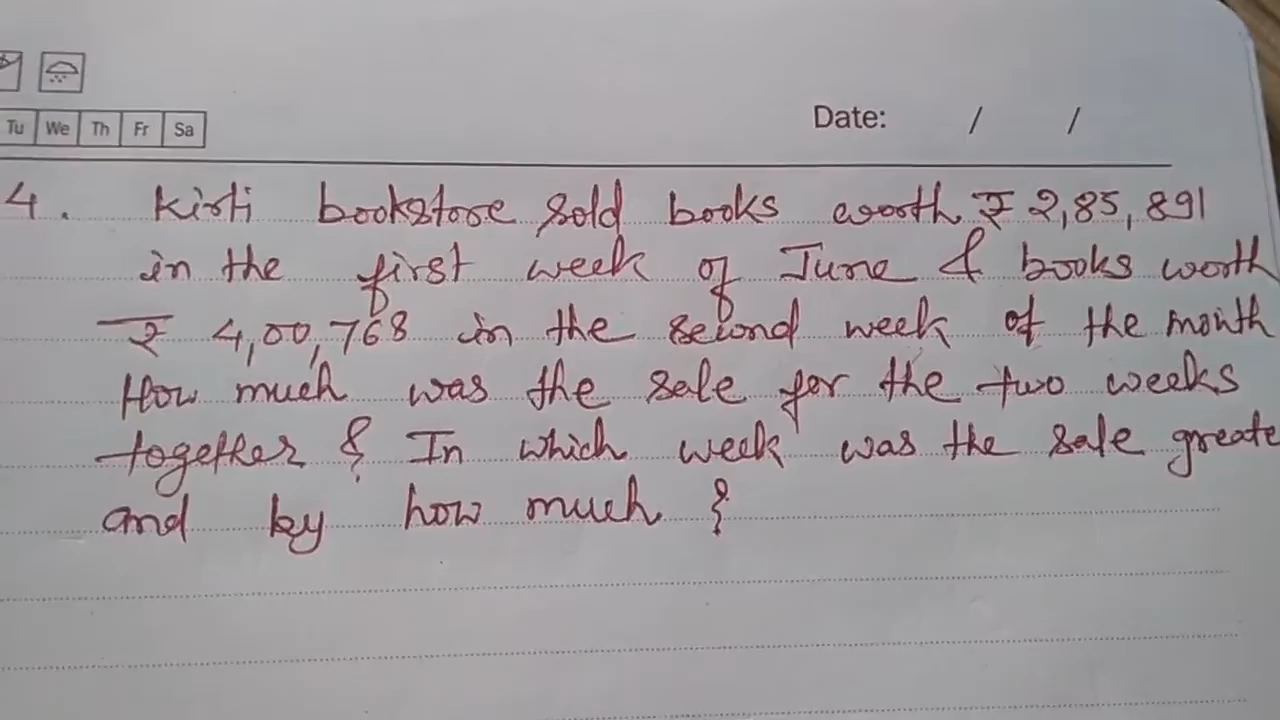 Tu We Th Fr Sa
Date: / /
4. Kirti bookstore sold books worth ₹ 2,85,891
in the first week of June & books worth
₹ 4,00,768 in the second week of the month
How much was the sale for the two weeks
together ? In which week was the sale greate
and by how much ?